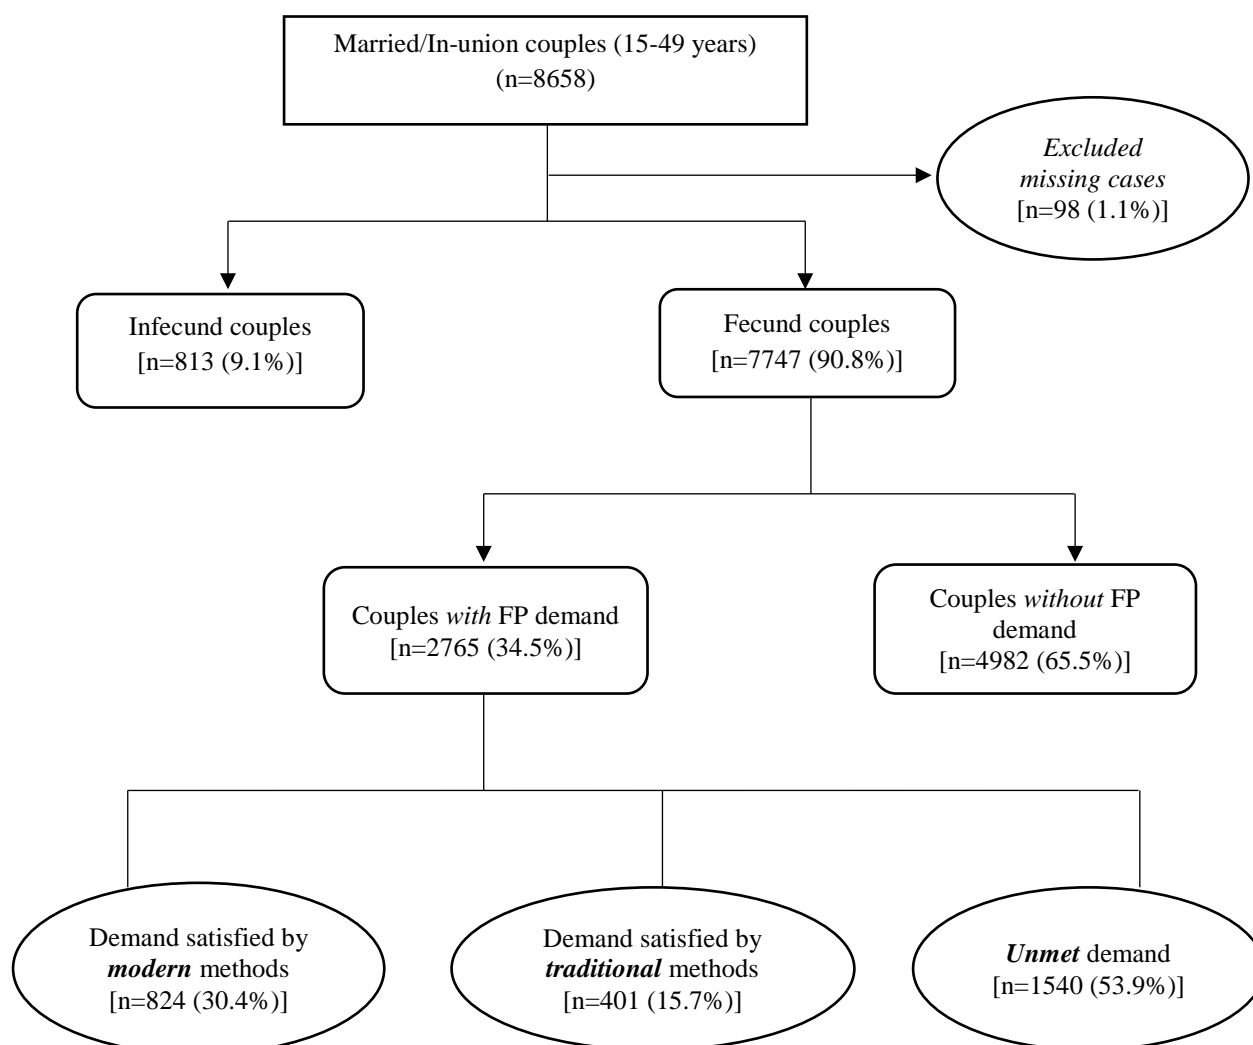 Married/In-union couples (15-49 years)
(n=8658)
Excluded
missing cases
[n=98 (1.1%)]
Infecund couples
[n=813 (9.1%)]
Fecund couples
[n=7747 (90.8%)]
Couples with FP demand
[n=2765 (34.5%)]
Couples without FP
demand
[n=4982 (65.5%)]
Demand satisfied by
modern methods
[n=824 (30.4%)]
Demand satisfied by
traditional methods
[n=401 (15.7%)]
Unmet demand
[n=1540 (53.9%)]